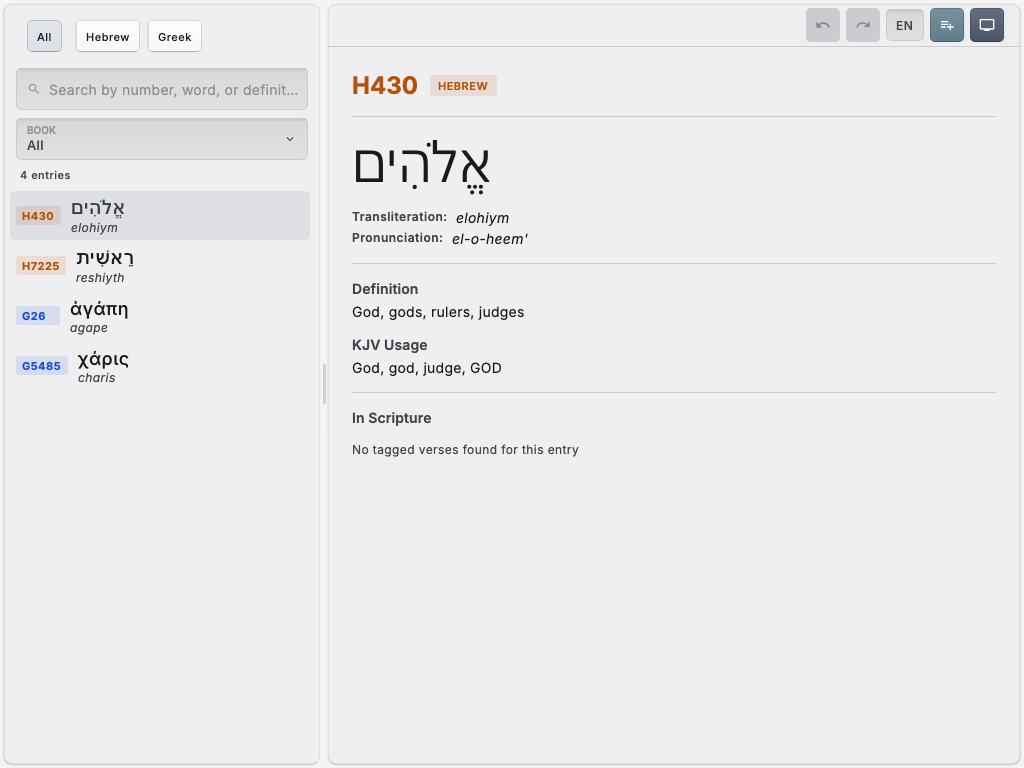 All
Hebrew
Greek
Search by number, word, or definit...
BOOK
All
4 entries
H430
אֱלֹהִים
elohiym
H7225
רֵאשִׁית
reshiyth
G26
ἀγάπη
agape
G5485
χάρις
charis
EN
H430 HEBREW
אֱלֹהִים
Transliteration: elohiym
Pronunciation: el-o-heem'
Definition
God, gods, rulers, judges
KJV Usage
God, god, judge, GOD
In Scripture
No tagged verses found for this entry